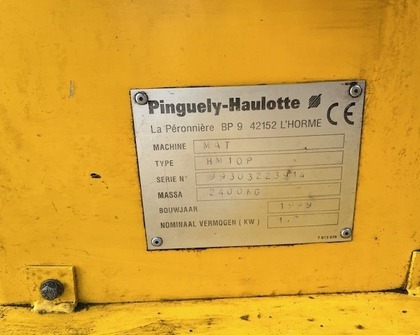 Pinguely-Haulotte
CE
La Péronnière BP 9 42152 L'HORME
MACHINE MAT
TYPE HM10P
SERIE N°
MASSA 2400KG
BOUWJAAR 1999
NOMINAAL VERMOGEN (KW)